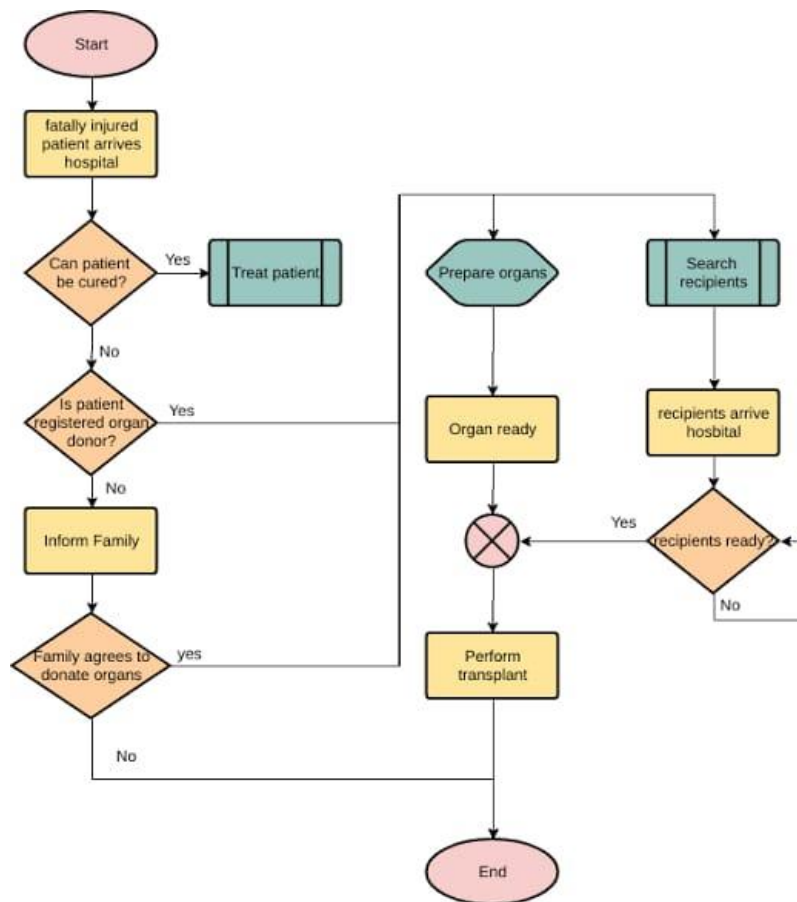 Start
fatally injured
patient arrives
hospital
Can patient
be cured?
Yes
Treat patient
No
Is patient
registered organ
donor?
Yes
No
Inform Family
Family agrees to
donate organs
yes
No
Prepare organs
Organ ready
Search
recipients
recipients arrive
hosbital
recipients ready?
Yes
No
Perform
transplant
End